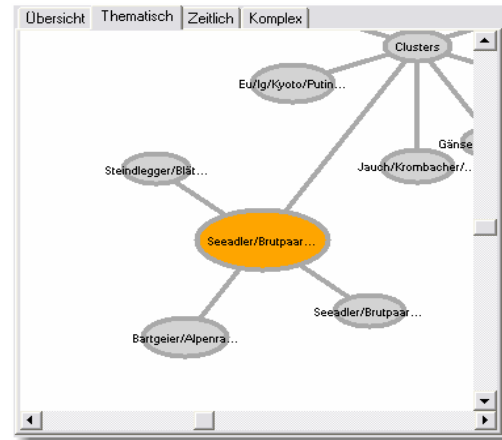 Übersicht Thematisch Zeitlich Komplex
Clusters
Eu/Ig/Kyoto/Putin...
Gänse
Jauch/Krombacher/..
Steindlegger/Blät...
Seeadler/Brutpaar...
Seeadler/Brutpaar...
Bartgeier/Alpenra...